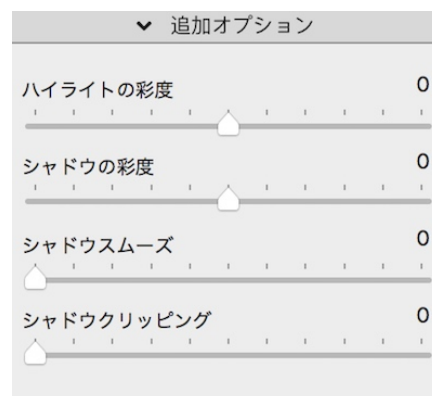 追加オプション
ハイライトの彩度 0
シャドウの彩度 0
シャドウスムーズ 0
シャドウクリッピング 0